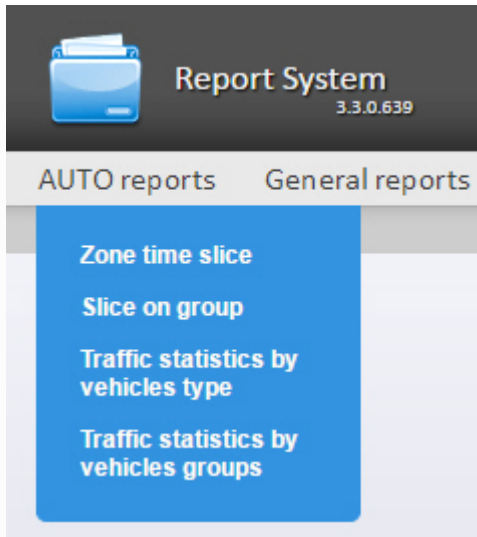 Report System
3.3.0.639
AUTO reports General reports
Zone time slice
Slice on group
Traffic statistics by
vehicles type
Traffic statistics by
vehicles groups